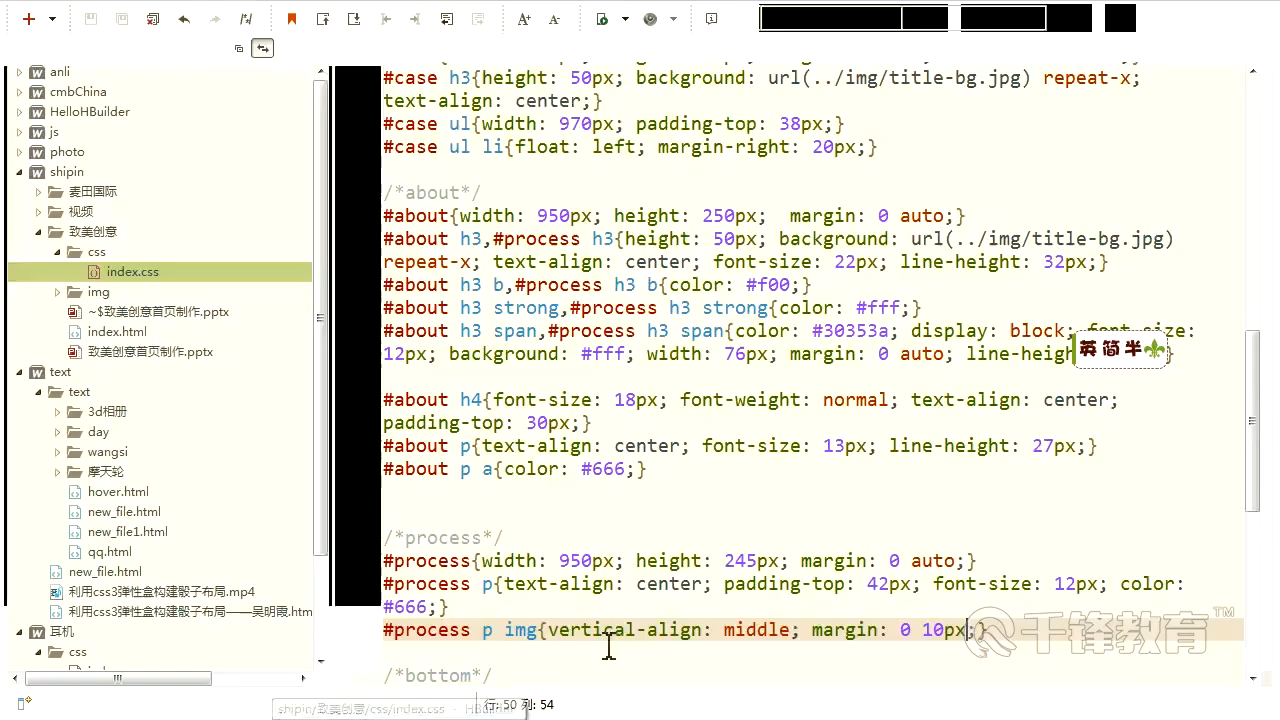 anli
cmbChina
HelloHBuilder
js
photo
shipin
麦田国际
视频
致美创意
css
index.css
img
~$致美创意首页制作.pptx
index.html
致美创意首页制作.pptx
text
text
3d相册
day
wangsi
摩天轮
hover.html
new_file.html
new_file1.html
qq.html
new_file.html
利用css3弹性盒构建骰子布局.mp4
利用css3弹性盒构建骰子布局——吴明霞.htm
耳机
css
#case h3{height: 50px; background: url(../img/title-bg.jpg) repeat-x;
text-align: center;}
#case ul{width: 970px; padding-top: 38px;}
#case ul li{float: left; margin-right: 20px;}
/*about*/
#about{width: 950px; height: 250px;  margin: 0 auto;}
#about h3,#process h3{height: 50px; background: url(../img/title-bg.jpg)
repeat-x; text-align: center; font-size: 22px; line-height: 32px;}
#about h3 b,#process h3 b{color: #f00;}
#about h3 strong,#process h3 strong{color: #fff;}
#about h3 span,#process h3 span{color: #30353a; display: block; font-size:
12px; background: #fff; width: 76px; margin: 0 auto; line-heigh
英简半
#about h4{font-size: 18px; font-weight: normal; text-align: center;
padding-top: 30px;}
#about p{text-align: center; font-size: 13px; line-height: 27px;}
#about p a{color: #666;}
/*process*/
#process{width: 950px; height: 245px; margin: 0 auto;}
#process p{text-align: center; padding-top: 42px; font-size: 12px; color:
#666;}
#process p img{vertical-align: middle; margin: 0 10px;}
千锋教育™
/*bottom*/
shipin/致美创意/css/index.css - HB
行: 50 列: 54